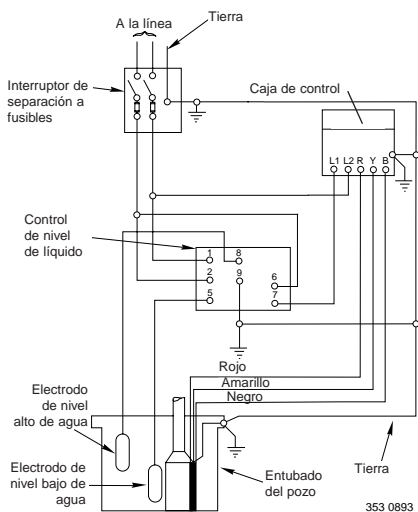 A la línea
Tierra
Interruptor de
separación a
fusibles
Caja de control
L1 L2 R Y B
Control
de nivel
de líquido
1
8
2
9
6
5
7
Rojo
Amarillo
Negro
Electrodo
de nivel
alto de agua
Electrodo de
nivel bajo de
agua
Entubado
del pozo
Tierra
353 0893